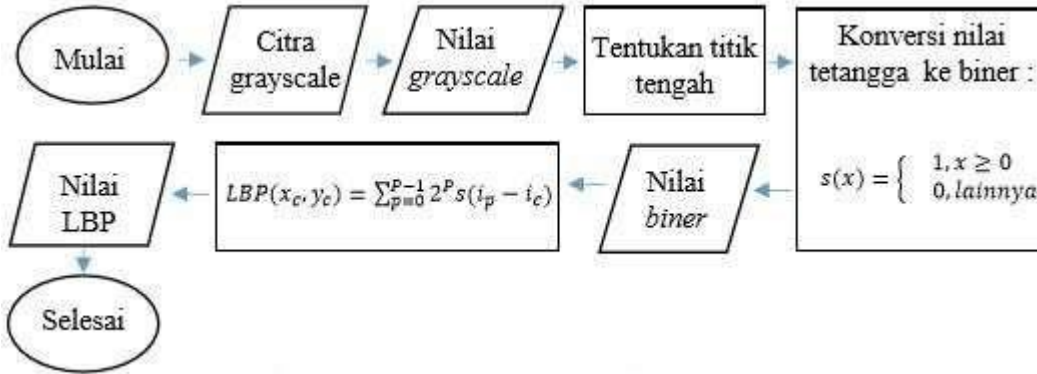 Mulai
Citra
grayscale
Nilai
grayscale
Tentukan titik
tengah
Konversi nilai
tetangga ke biner :
s(x) = { 1, x ≥ 0
0, lainnya
Nilai
biner
LBP(x_c, y_c) = ∑_{p=0}^{P-1} 2^P s(i_p − i_c)
Nilai
LBP
Selesai